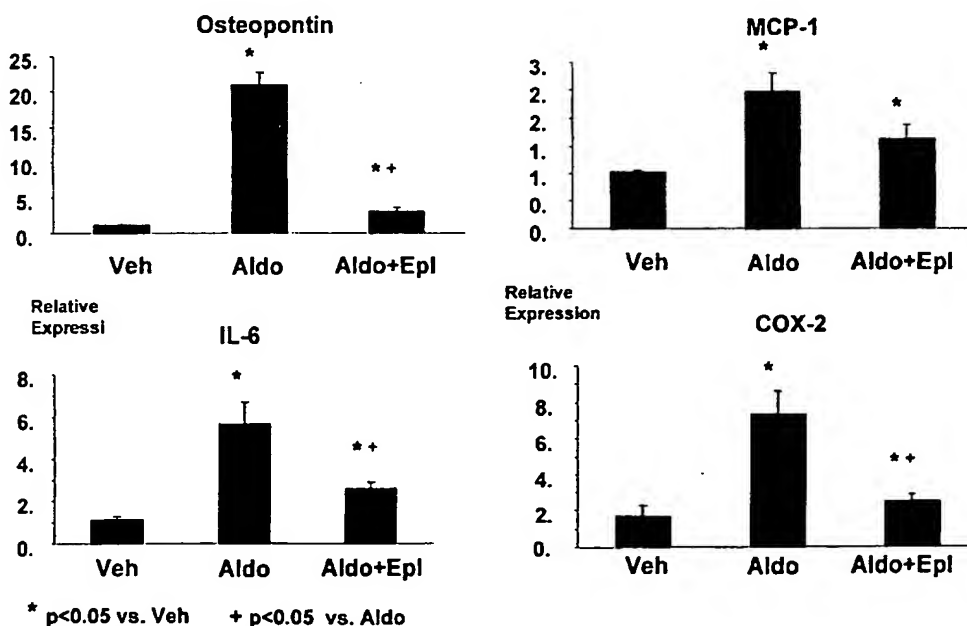 Osteopontin
25.
20.
15.
10.
5.
0.
*
* +
Veh Aldo Aldo+Epl
MCP-1
3.
2.
2.
1.
1.
0.
0.
*
*
Veh Aldo Aldo+Epl
Relative
Expressi
IL-6
8.
6.
4.
2.
0.
*
* +
Veh Aldo Aldo+Epl
Relative
Expression
COX-2
10.
8.
6.
4.
2.
0.
*
* +
Veh Aldo Aldo+Epl
* p<0.05 vs. Veh + p<0.05 vs. Aldo